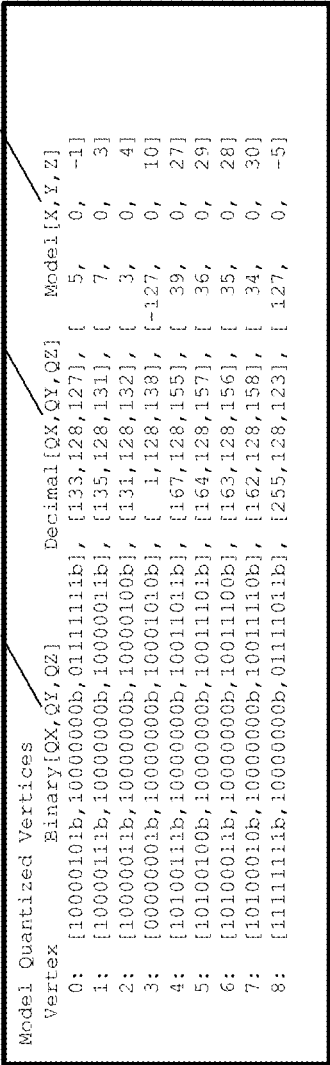 Model Quantized Vertices
Vertex Binary[QX,QY,QZ] Decimal[QX,QY,QZ] Model[X,Y,Z]
0: [10000101b,10000000b,01111111b], [133,128,127], [ 5, 0, -1]
1: [10000111b,10000000b,10000011b], [135,128,131], [ 7, 0, 3]
2: [10000011b,10000000b,10000100b], [131,128,132], [ 3, 0, 4]
3: [00000001b,10000000b,10001010b], [ 1,128,138], [-127, 0, 10]
4: [10100111b,10000000b,10011011b], [167,128,155], [ 39, 0, 27]
5: [10100100b,10000000b,10011101b], [164,128,157], [ 36, 0, 29]
6: [10100011b,10000000b,10011100b], [163,128,156], [ 35, 0, 28]
7: [10100010b,10000000b,10011110b], [162,128,158], [ 34, 0, 30]
8: [11111111b,10000000b,01111011b], [255,128,123], [ 127, 0, -5]